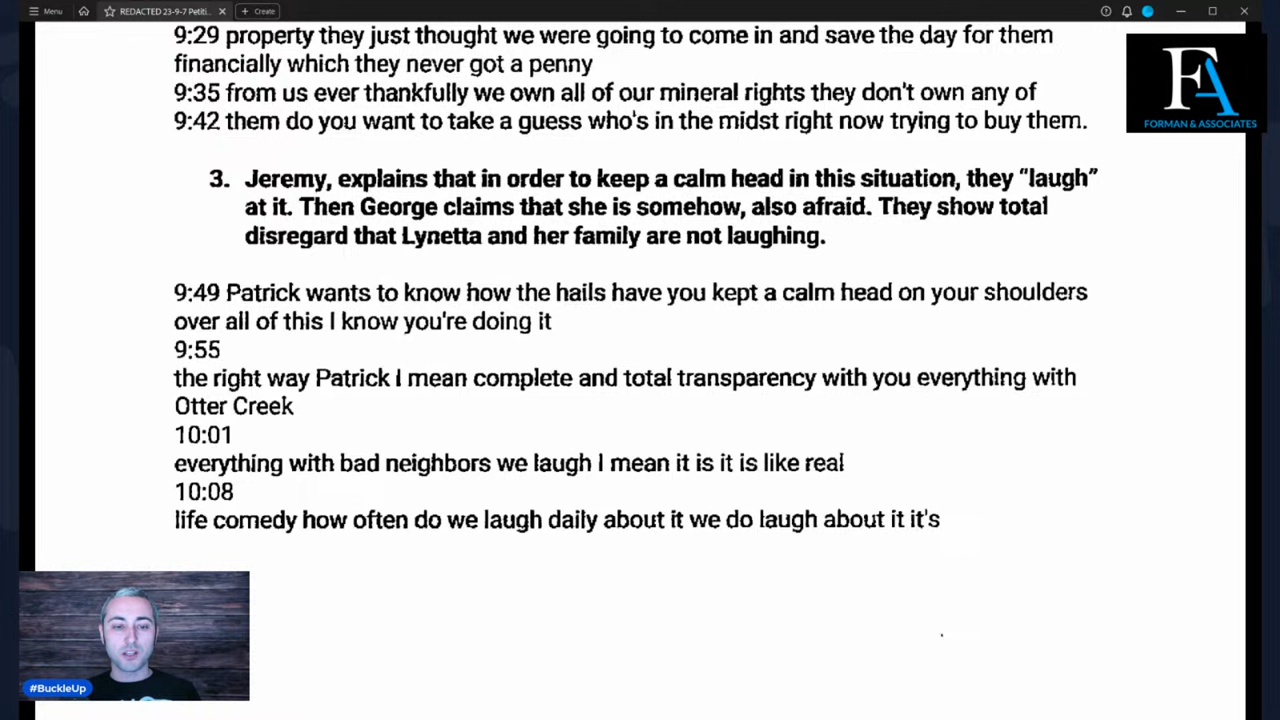 Menu
REDACTED 23-9-7 Petiti...
Create
9:29 property they just thought we were going to come in and save the day for them
financially which they never got a penny
9:35 from us ever thankfully we own all of our mineral rights they don't own any of
9:42 them do you want to take a guess who's in the midst right now trying to buy them.
FA
FORMAN & ASSOCIATES
3. Jeremy, explains that in order to keep a calm head in this situation, they "laugh"
at it. Then George claims that she is somehow, also afraid. They show total
disregard that Lynetta and her family are not laughing.
9:49 Patrick wants to know how the hails have you kept a calm head on your shoulders
over all of this I know you're doing it
9:55
the right way Patrick I mean complete and total transparency with you everything with
Otter Creek
10:01
everything with bad neighbors we laugh I mean it is it is like real
10:08
life comedy how often do we laugh daily about it we do laugh about it it's
#BuckleUp